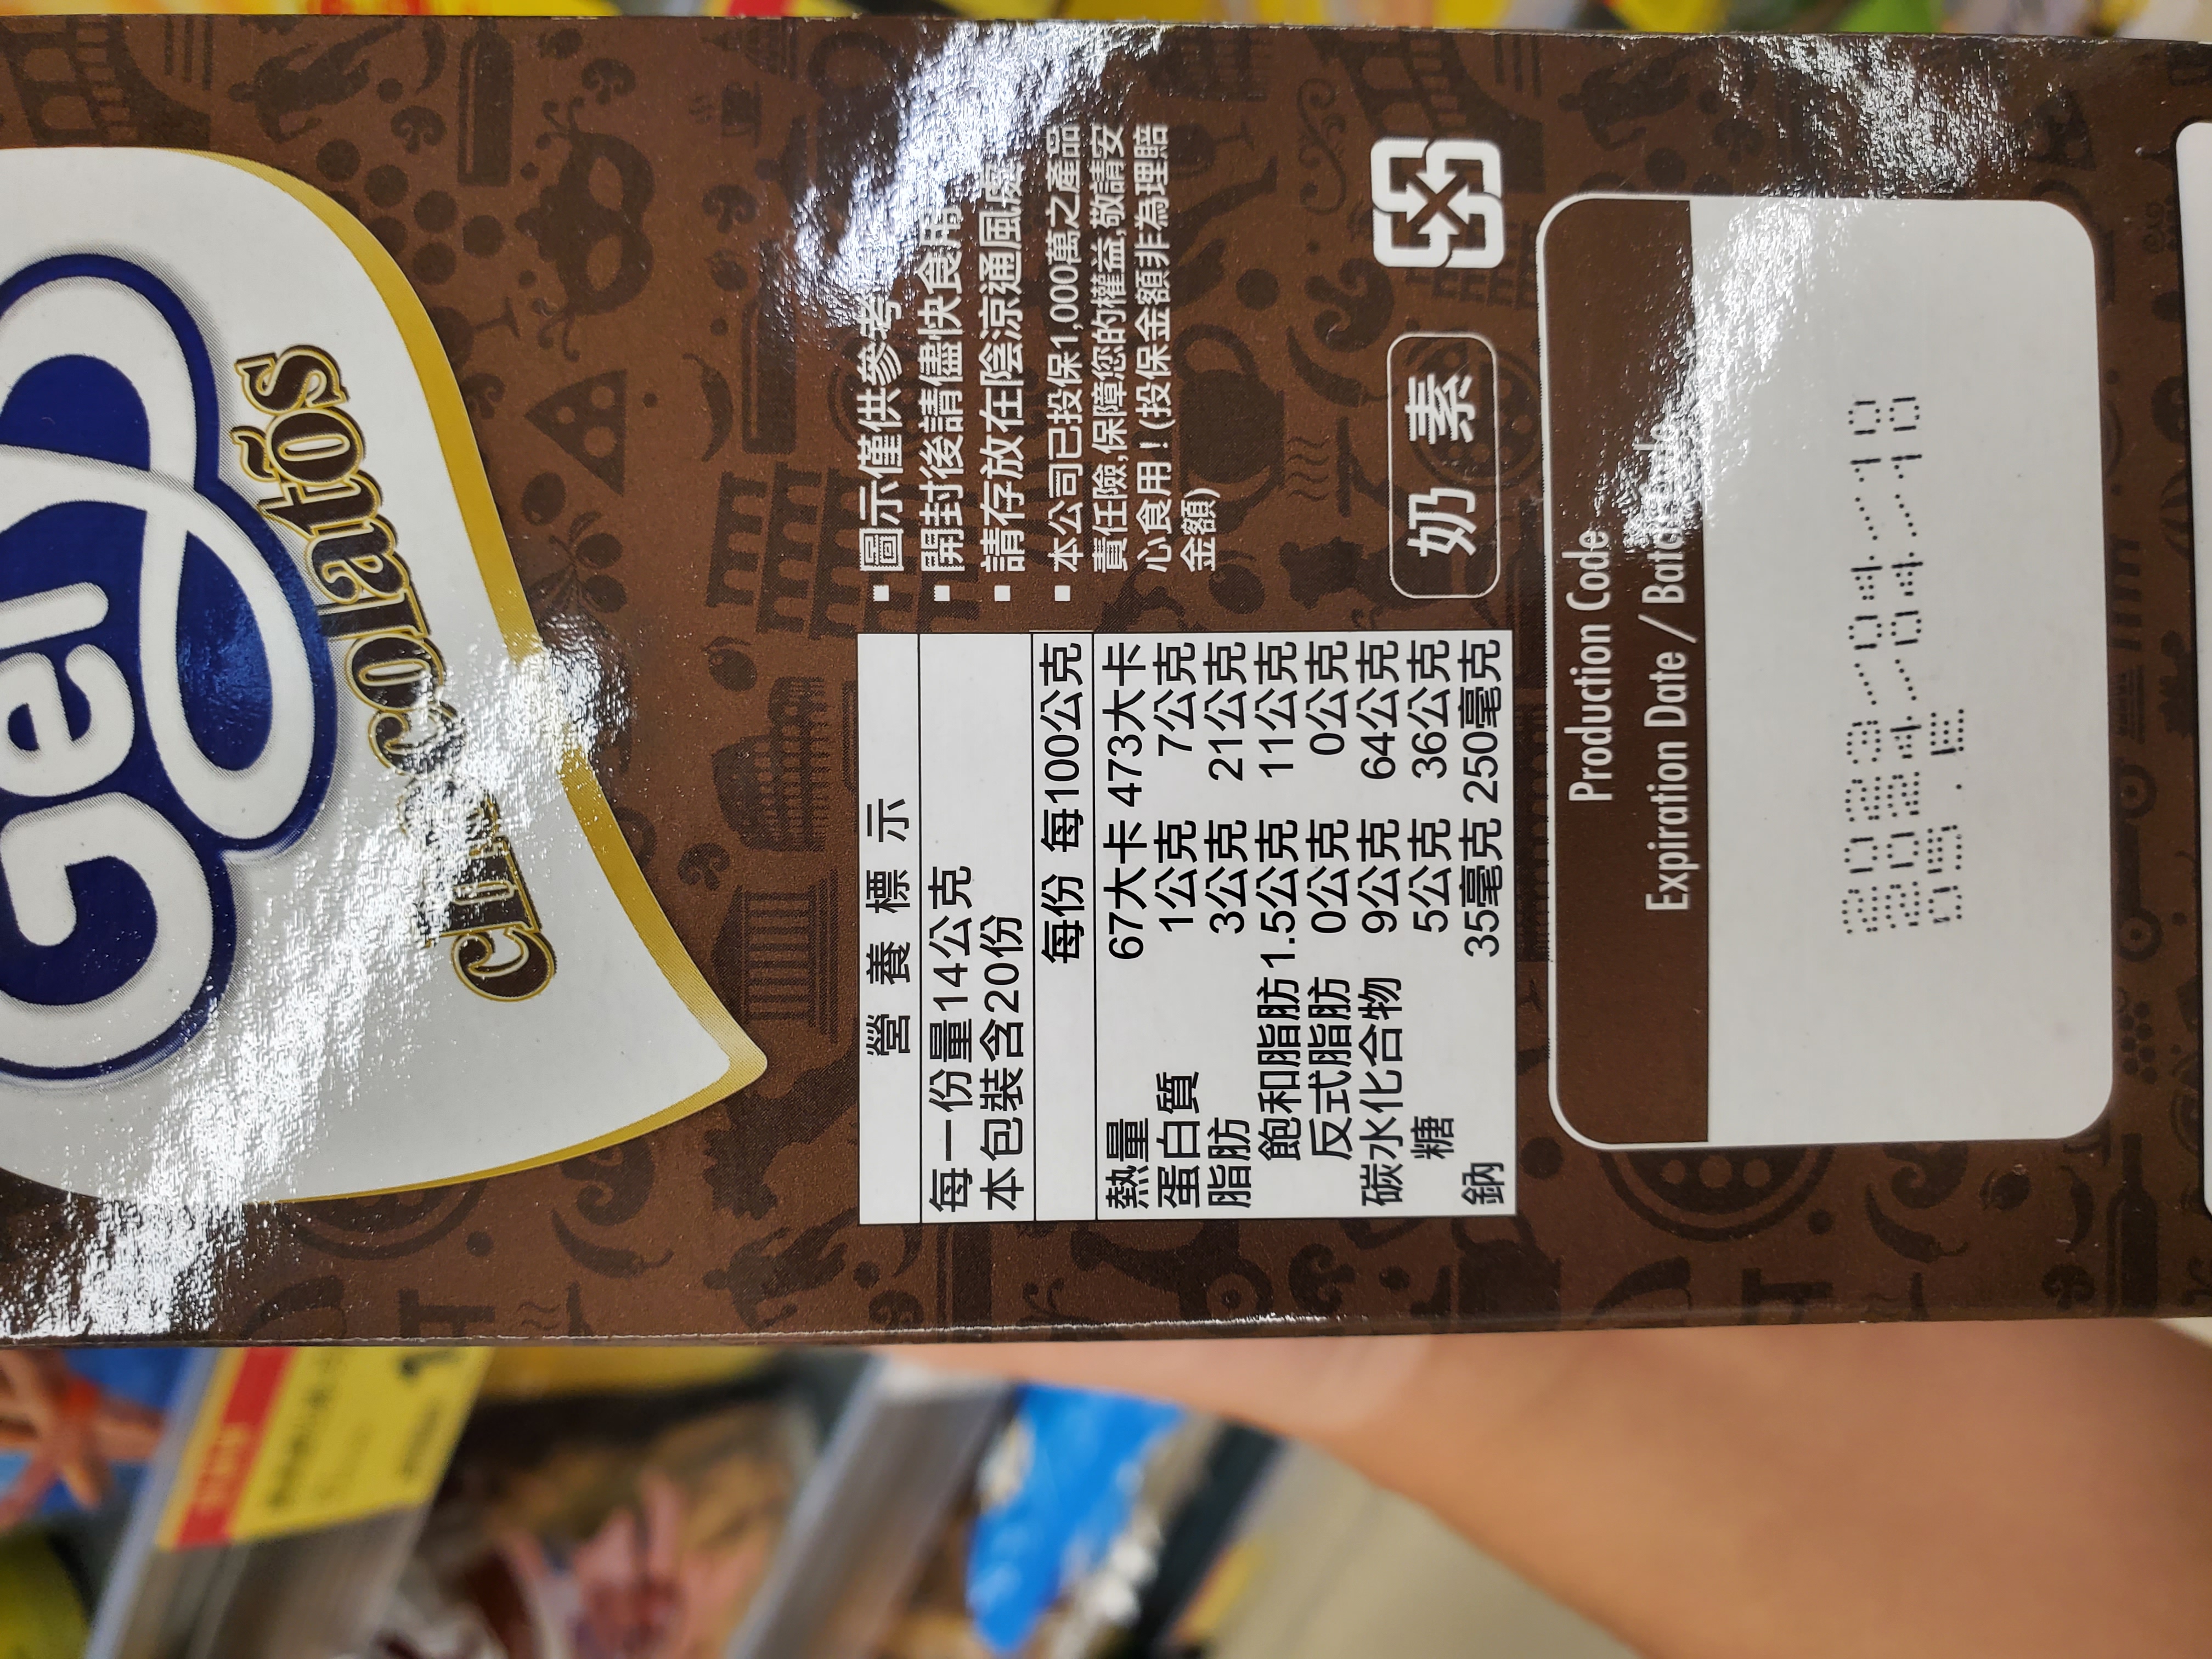 Gery
chocolatõs
營養標示
每一份量14公克
本包裝含20份
每份 每100公克
熱量 67大卡 473大卡
蛋白質 1公克 7公克
脂肪 3公克 21公克
飽和脂肪 1.5公克 11公克
反式脂肪 0公克 0公克
碳水化合物 9公克 64公克
糖 5公克 36公克
鈉 35毫克 250毫克
▪ 圖示僅供參考
▪ 開封後請儘快食用
▪ 請存放在陰涼通風處
▪ 本公司已投保1,000萬之產品
責任險,保障您的權益,敬請安
心食用!(投保金額非為理賠
金額)
奶素
Production Code
Expiration Date / Batch Code
2023/04/10
2024/04/10
05.E